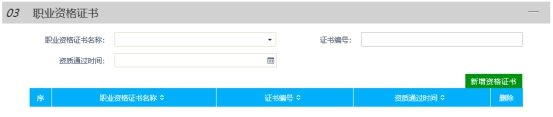 03 职业资格证书
职业资格证书名称: 证书编号:
资质通过时间:
新增资格证书
序 职业资格证书名称 证书编号 资质通过时间 删除